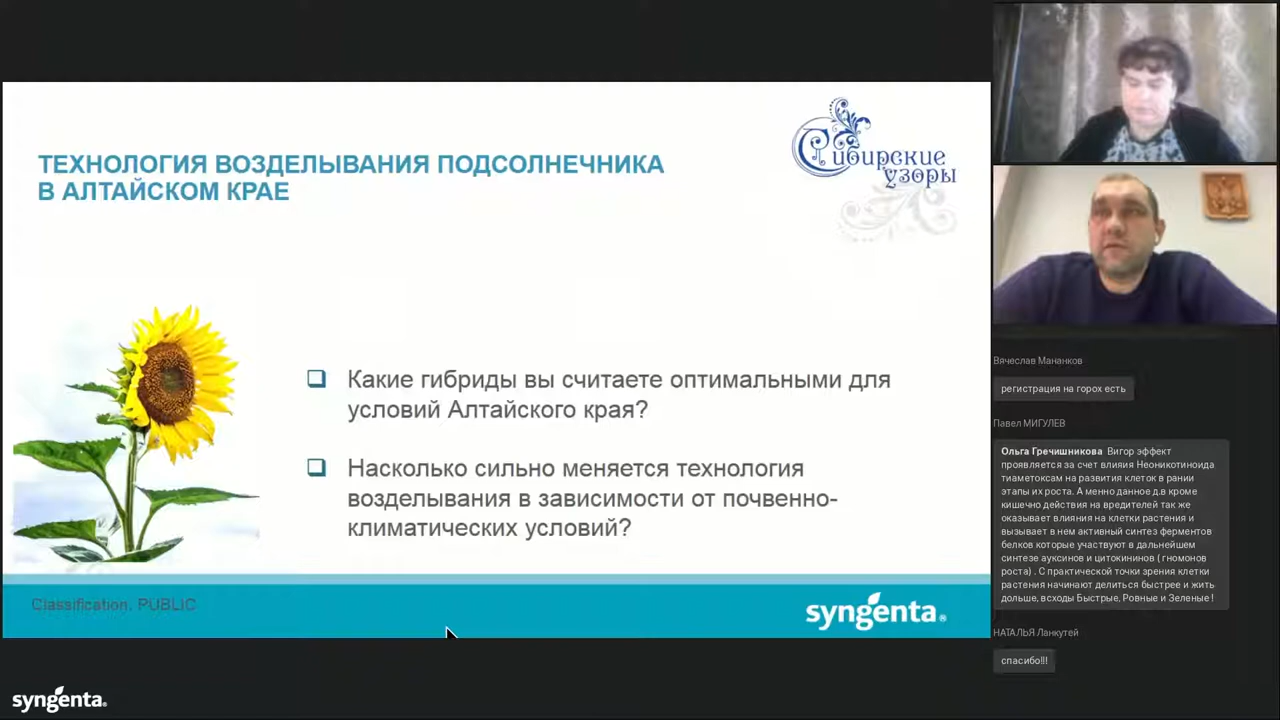 ТЕХНОЛОГИЯ ВОЗДЕЛЫВАНИЯ ПОДСОЛНЕЧНИКА
В АЛТАЙСКОМ КРАЕ
Сибирские
узоры
Какие гибриды вы считаете оптимальными для
условий Алтайского края?
Насколько сильно меняется технология
возделывания в зависимости от почвенно-
климатических условий?
Classification: PUBLIC
syngenta
syngenta
Вячеслав Мананков
регистрация на горох есть
Павел МИГУЛЕВ
Ольга Гречишникова Вигор эффект
проявляется за счет влияия Неоникотиноида
тиаметоксам на развития клеток в рании
этапы их роста. А менно данное д.в кроме
кишечно действия на вредителей так же
оказывает влияния на клетки растения и
вызывает в нем активный синтез ферментов
белков которые участвуют в дальнейшем
синтезе ауксинов и цитокининов ( гномонов
роста) . С практической точки зрения клетки
растения начинают делиться быстрее и жить
дольше, всходы Быстрые, Ровные и Зеленые !
НАТАЛЬЯ Ланкутей
спасибо!!!